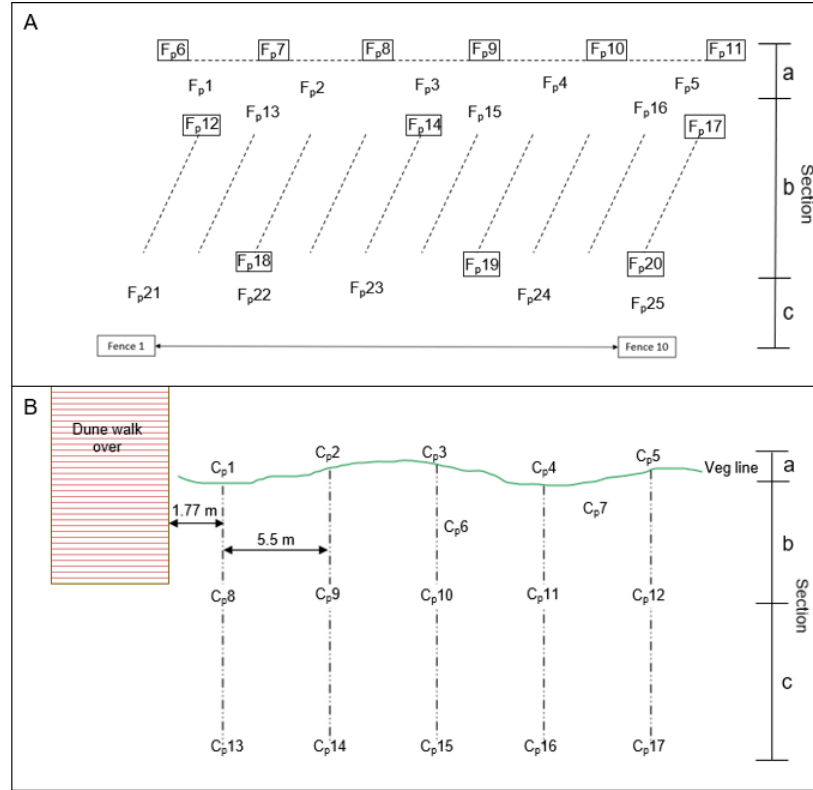 A
Fp6 Fp7 Fp8 Fp9 Fp10 Fp11
Fp1 Fp2 Fp3 Fp4 Fp5
a
Fp13 Fp15 Fp16
Fp12 Fp14 Fp17
b
Section
Fp18 Fp19 Fp20
Fp21 Fp22 Fp23 Fp24 Fp25
c
Fence 1 Fence 10
B
Dune walk
over
Cp1 Cp2 Cp3 Cp4 Cp5
Veg line
a
1.77 m
Cp6 Cp7
5.5 m
b
Cp8 Cp9 Cp10 Cp11 Cp12
Section
c
Cp13 Cp14 Cp15 Cp16 Cp17